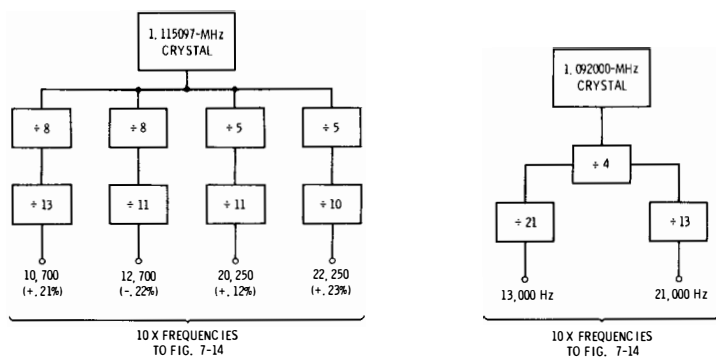 1. 115097-MHz
CRYSTAL
÷ 8
÷ 8
÷ 5
÷ 5
÷ 13
÷ 11
÷ 11
÷ 10
10, 700
(+. 21%)
12, 700
(-. 22%)
20, 250
(+. 12%)
22, 250
(+. 23%)
10 X FREQUENCIES
TO FIG. 7-14
1. 092000-MHz
CRYSTAL
÷ 4
÷ 21
÷ 13
13, 000 Hz
21, 000 Hz
10 X FREQUENCIES
TO FIG. 7-14